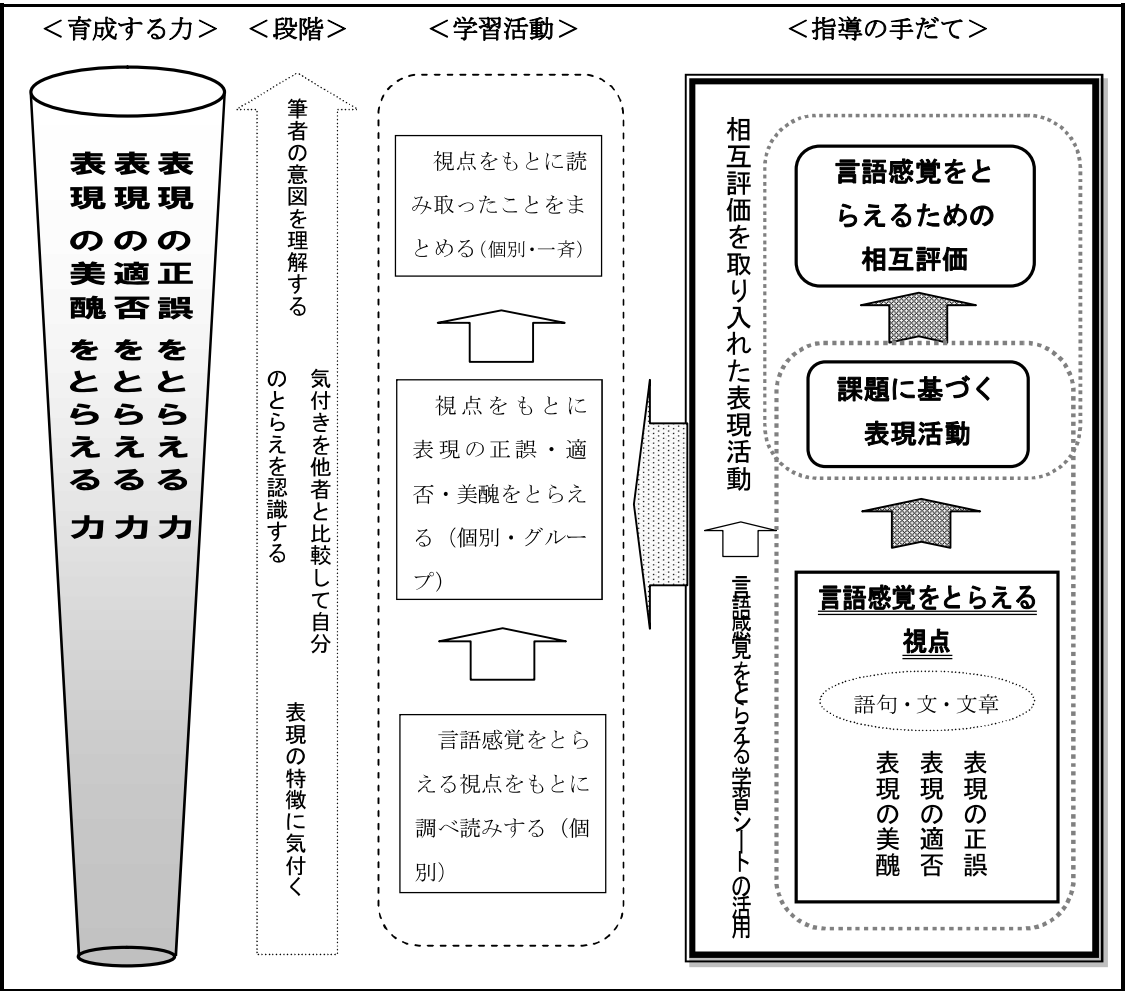 ＜育成する力＞
＜段階＞
＜学習活動＞
＜指導の手だて＞
表現の正誤をとらえる力
表現の適否をとらえる力
表現の美醜をとらえる力
筆者の意図を理解する
気付きを他者と比較して自分
のとらえを認識する
表現の特徴に気付く
視点をもとに読
み取ったことをま
とめる（個別・一斉）
視点をもとに
表現の正誤・適
否・美醜をとらえ
る（個別・グルー
プ）
言語感覚をとら
える視点をもとに
調べ読みする（個
別）
相互評価を取り入れた表現活動
言語感覚をとらえる学習シートの活用
言語感覚をと
らえるための
相互評価
課題に基づく
表現活動
言語感覚をとらえる
視点
語句・文・文章
表現の正誤
表現の適否
表現の美醜